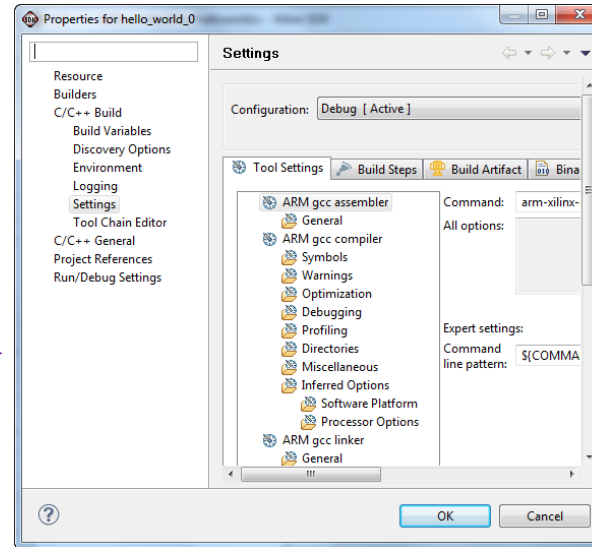 Properties for hello_world_0
Resource
Builders
C/C++ Build
Build Variables
Discovery Options
Environment
Logging
Settings
Tool Chain Editor
C/C++ General
Project References
Run/Debug Settings
Settings
Configuration: Debug [ Active ]
Tool Settings Build Steps Build Artifact Bina
ARM gcc assembler
General
ARM gcc compiler
Symbols
Warnings
Optimization
Debugging
Profiling
Directories
Miscellaneous
Inferred Options
Software Platform
Processor Options
ARM gcc linker
General
Command: arm-xilinx-
All options:
Expert settings:
Command
line pattern: ${COMMA
OK Cancel